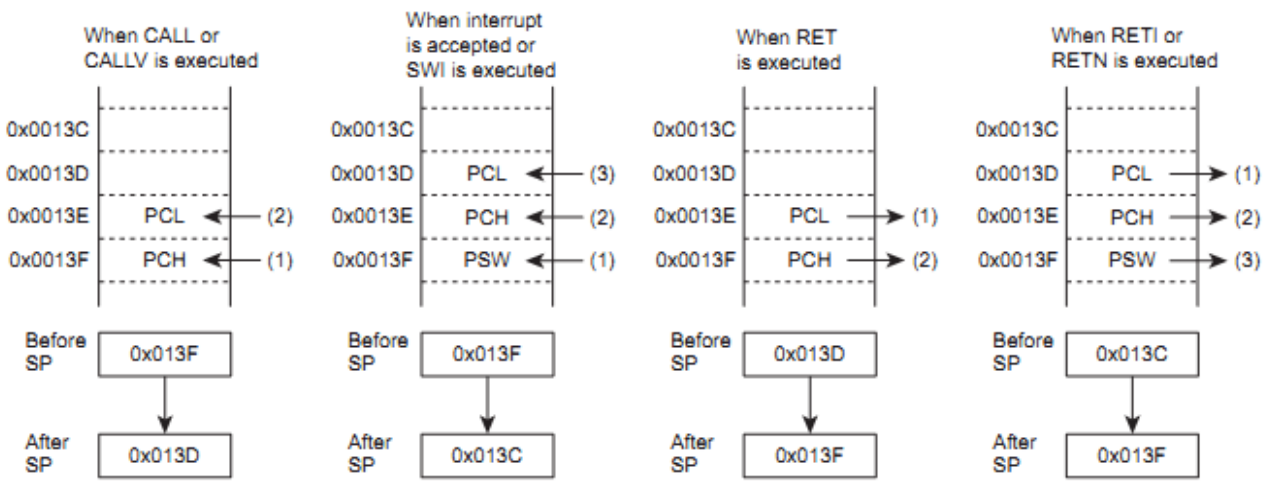 When CALL or
CALLV is executed
0x0013C
0x0013D
0x0013E PCL (2)
0x0013F PCH (1)
Before
SP
0x013F
After
SP
0x013D
When interrupt
is accepted or
SWI is executed
0x0013C
0x0013D PCL (3)
0x0013E PCH (2)
0x0013F PSW (1)
Before
SP
0x013F
After
SP
0x013C
When RET
is executed
0x0013C
0x0013D
0x0013E PCL (1)
0x0013F PCH (2)
Before
SP
0x013D
After
SP
0x013F
When RETI or
RETN is executed
0x0013C
0x0013D PCL (1)
0x0013E PCH (2)
0x0013F PSW (3)
Before
SP
0x013C
After
SP
0x013F